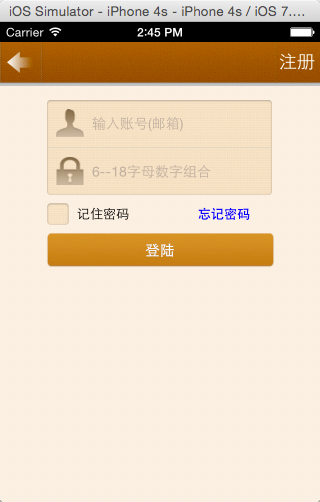 iOS Simulator - iPhone 4s - iPhone 4s / iOS 7....
Carrier 2:45 PM
注册
输入账号(邮箱)
6--18字母数字组合
记住密码 忘记密码
登陆